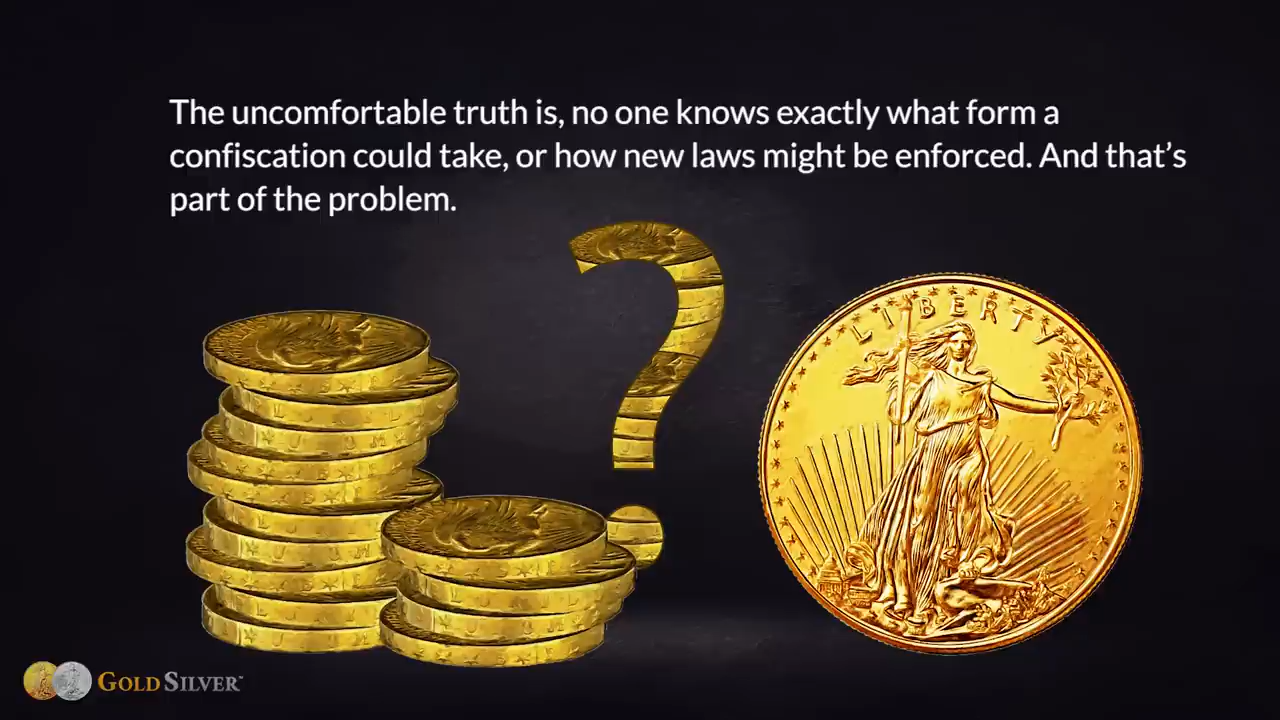 The uncomfortable truth is, no one knows exactly what form a
confiscation could take, or how new laws might be enforced. And that’s
part of the problem.
LIBERTY
GOLDSILVER™